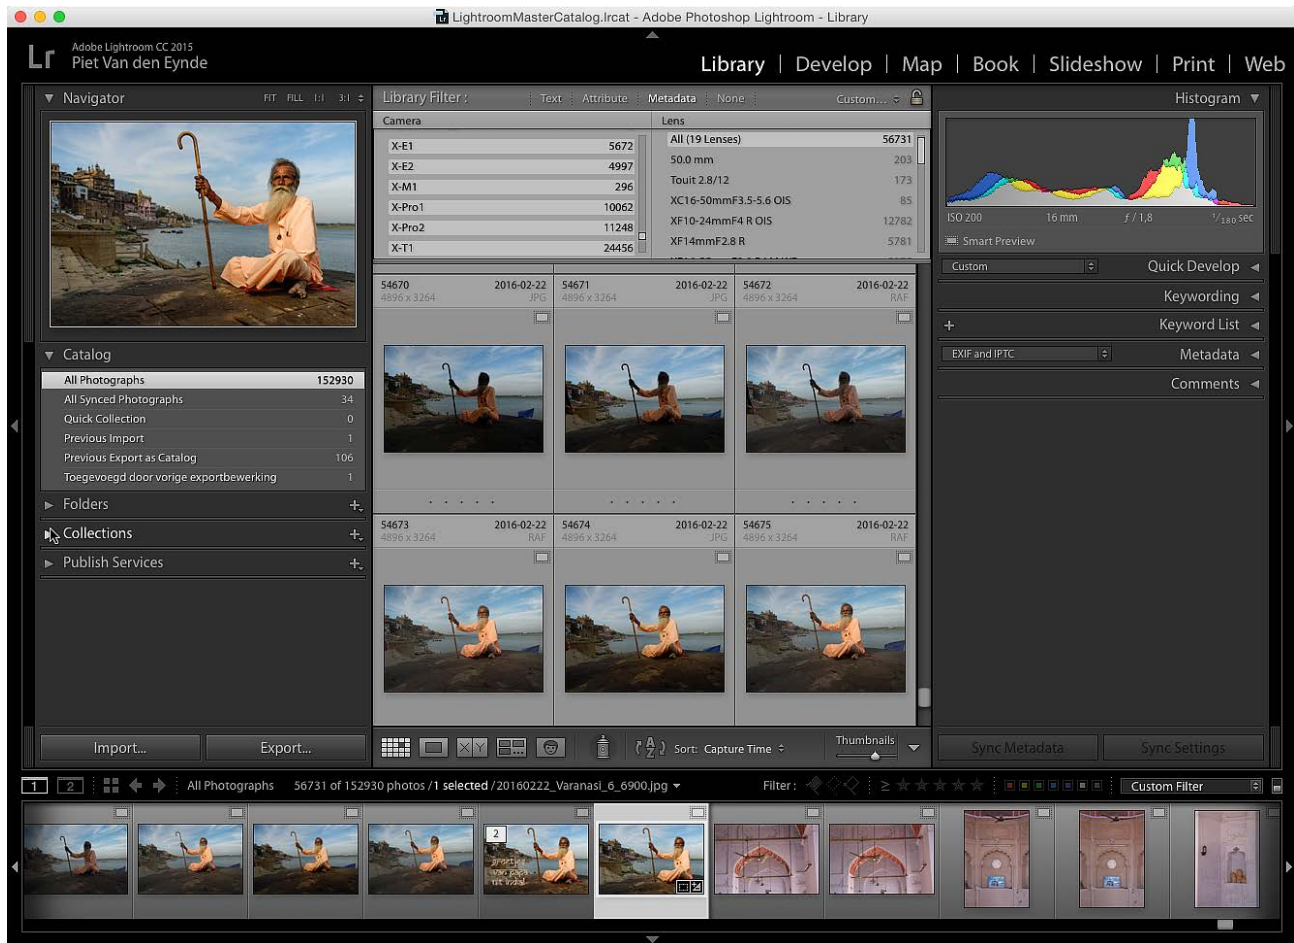 LightroomMasterCatalog.lrcat - Adobe Photoshop Lightroom - Library
Lr
Adobe Lightroom CC 2015
Piet Van den Eynde
Library | Develop | Map | Book | Slideshow | Print | Web
Navigator FIT FILL 1:1 3:1
Library Filter : Text Attribute Metadata None Custom...
Histogram
Camera Lens
All (19 Lenses) 56731
X-E1 5672
50.0 mm 203
X-E2 4997
Touit 2.8/12 173
X-M1 296
XC16-50mmF3.5-5.6 OIS 85
X-Pro1 10062
XF10-24mmF4 R OIS 12782
X-Pro2 11248
XF14mmF2.8 R 5781
X-T1 24456
ISO 200 16 mm f / 1,8 1/180 sec
Smart Preview
Custom Quick Develop
Keywording
Keyword List
EXIF and IPTC Metadata
Comments
Catalog
All Photographs 152930
All Synced Photographs 34
Quick Collection 0
Previous Import 1
Previous Export as Catalog 106
Toegevoegd door vorige exportbewerking 1
Folders
Collections
Publish Services
54670 2016-02-22
4896 x 3264 JPG
54671 2016-02-22
4896 x 3264 JPG
54672 2016-02-22
4896 x 3264 RAF
54673 2016-02-22
4896 x 3264 RAF
54674 2016-02-22
4896 x 3264 JPG
54675 2016-02-22
4896 x 3264 RAF
Import... Export...
X Y
A Z Sort: Capture Time
Thumbnails
Sync Metadata Sync Settings
1 2 All Photographs 56731 of 152930 photos /1 selected /20160222_Varanasi_6_6900.jpg Filter : ≥ Custom Filter
2
groetjes
van papa
uit india!